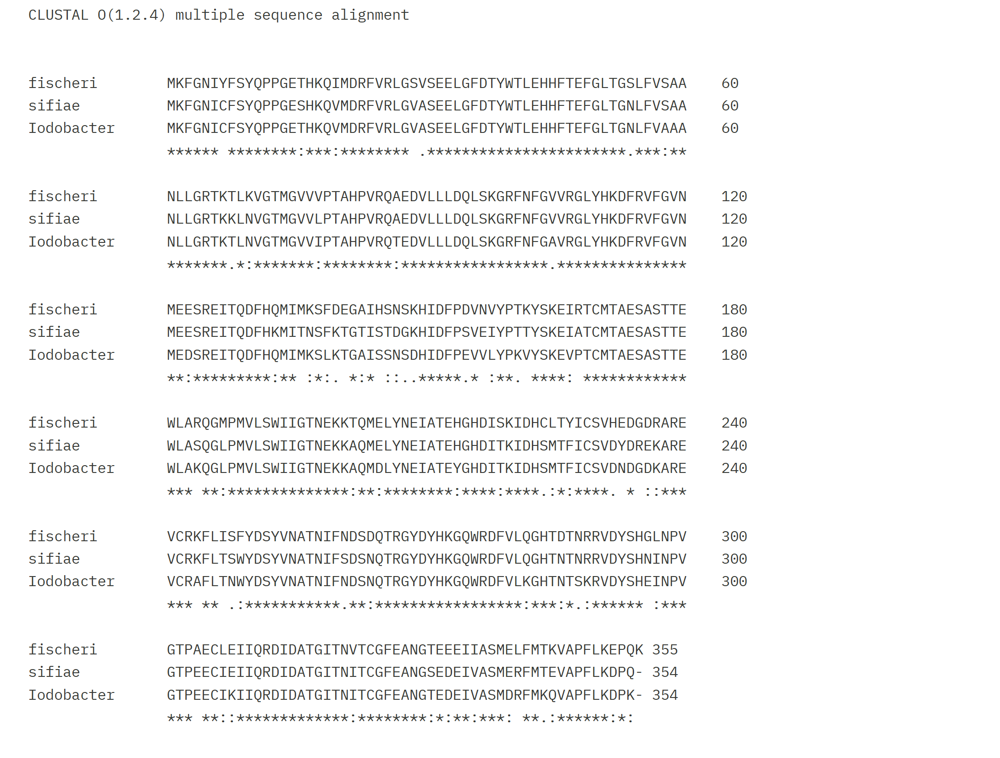 CLUSTAL O(1.2.4) multiple sequence alignment
fischeri MKFGNIYFSYQPPGETHKQIMDRFVRLGSVSEELGFDTYWTLEHHFTEFGLTGSLFVSAA 60
sifiae MKFGNICFSYQPPGESHKQVMDRFVRLGVASEELGFDTYWTLEHHFTEFGLTGNLFVSAA 60
Iodobacter MKFGNICFSYQPPGETHKQVMDRFVRLGVASEELGFDTYWTLEHHFTEFGLTGNLFVAAA 60
****** ********:***:******** .***********************.***:**
fischeri NLLGRTKTLKVGTMGVVVPTAHPVRQAEDVLLLDQLSKGRFNFGVVRGLYHKDFRVFGVN 120
sifiae NLLGRTKKLNVGTMGVVLPTAHPVRQAEDVLLLDQLSKGRFNFGVVRGLYHKDFRVFGVN 120
Iodobacter NLLGRTKTLNVGTMGVVIPTAHPVRQTEDVLLLDQLSKGRFNFGAVRGLYHKDFRVFGVN 120
*******.*:*******:********:*****************.***************
fischeri MEESREITQDFHQMIMKSFDEGAIHSNSKHIDFPDVNVYPTKYSKEIRTCMTAESASTTE 180
sifiae MEESREITQDFHKMITNSFKTGTISTDGKHIDFPSVEIYPTTYSKEIATCMTAESASTTE 180
Iodobacter MEDSREITQDFHQMIMKSLKTGAISSNSDHIDFPEVVLYPKVYSKEVPTCMTAESASTTE 180
**:*********:** :*:. *:* ::..*****.* :**. ****: ************
fischeri WLARQGMPMVLSWIIGTNEKKTQMELYNEIATEHGHDISKIDHCLTYICSVHEDGDRARE 240
sifiae WLASQGLPMVLSWIIGTNEKKAQMELYNEIATEHGHDITKIDHSMTFICSVDYDREKARE 240
Iodobacter WLAKQGLPMVLSWIIGTNEKKAQMDLYNEIATEYGHDITKIDHSMTFICSVDNDGDKARE 240
*** **:**************:**:********:****:****.:*:****. * ::***
fischeri VCRKFLISFYDSYVNATNIFNDSDQTRGYDYHKGQWRDFVLQGHTDTNRRVDYSHGLNPV 300
sifiae VCRKFLTSWYDSYVNATNIFSDSNQTRGYDYHKGQWRDFVLQGHTNTNRRVDYSHNINPV 300
Iodobacter VCRAFLTNWYDSYVNATNIFNDSNQTRGYDYHKGQWRDFVLKGHTNTSKRVDYSHEINPV 300
*** ** .:***********.**:*****************:***:*.:****** :***
fischeri GTPAECLEIIQRDIDATGITNVTCGFEANGTEEEIIASMELFMTKVAPFLKEPQK 355
sifiae GTPEECIEIIQRDIDATGITNITCGFEANGSEDEIVASMERFMTEVAPFLKDPQ- 354
Iodobacter GTPEECIKIIQRDIDATGITNITCGFEANGTEDEIVASMDRFMKQVAPFLKDPK- 354
*** **::*************:********:*:**:***: **.:******:*: